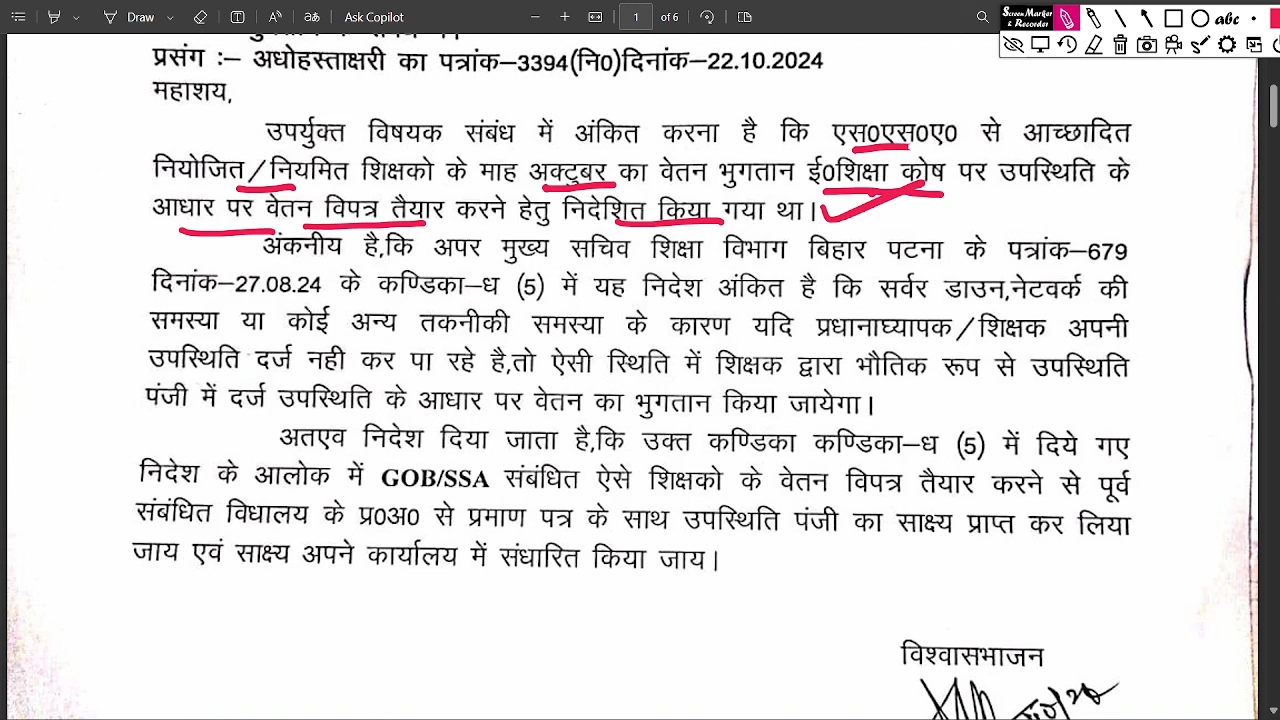 Draw
Ask Copilot
1 of 6
Screen Marker & Recorder
abc
प्रसंग :– अधोहस्ताक्षरी का पत्रांक–3394(नि0)दिनांक–22.10.2024
महाशय,
उपर्युक्त विषयक संबंध में अंकित करना है कि एस0एस0ए0 से आच्छादित
नियोजित/नियमित शिक्षको के माह अक्टुबर का वेतन भुगतान ई0शिक्षा कोष पर उपस्थिति के
आधार पर वेतन विपत्र तैयार करने हेतु निदेशित किया गया था।
अंकनीय है,कि अपर मुख्य सचिव शिक्षा विभाग बिहार पटना के पत्रांक–679
दिनांक–27.08.24 के कण्डिका–ध (5) में यह निदेश अंकित है कि सर्वर डाउन,नेटवर्क की
समस्या या कोई अन्य तकनीकी समस्या के कारण यदि प्रधानाघ्यापक/शिक्षक अपनी
उपस्थिति दर्ज नही कर पा रहे है,तो ऐसी स्थिति में शिक्षक द्वारा भौतिक रूप से उपस्थिति
पंजी में दर्ज उपस्थिति के आधार पर वेतन का भुगतान किया जायेगा।
अतएव निदेश दिया जाता है,कि उक्त कण्डिका कण्डिका–ध (5) में दिये गए
निदेश के आलोक में GOB/SSA संबंधित ऐसे शिक्षको के वेतन विपत्र तैयार करने से पूर्व
संबंधित विधालय के प्र0अ0 से प्रमाण पत्र के साथ उपस्थिति पंजी का साक्ष्य प्राप्त कर लिया
जाय एवं साक्ष्य अपने कार्यालय में संधारित किया जाय।
विश्वासभाजन